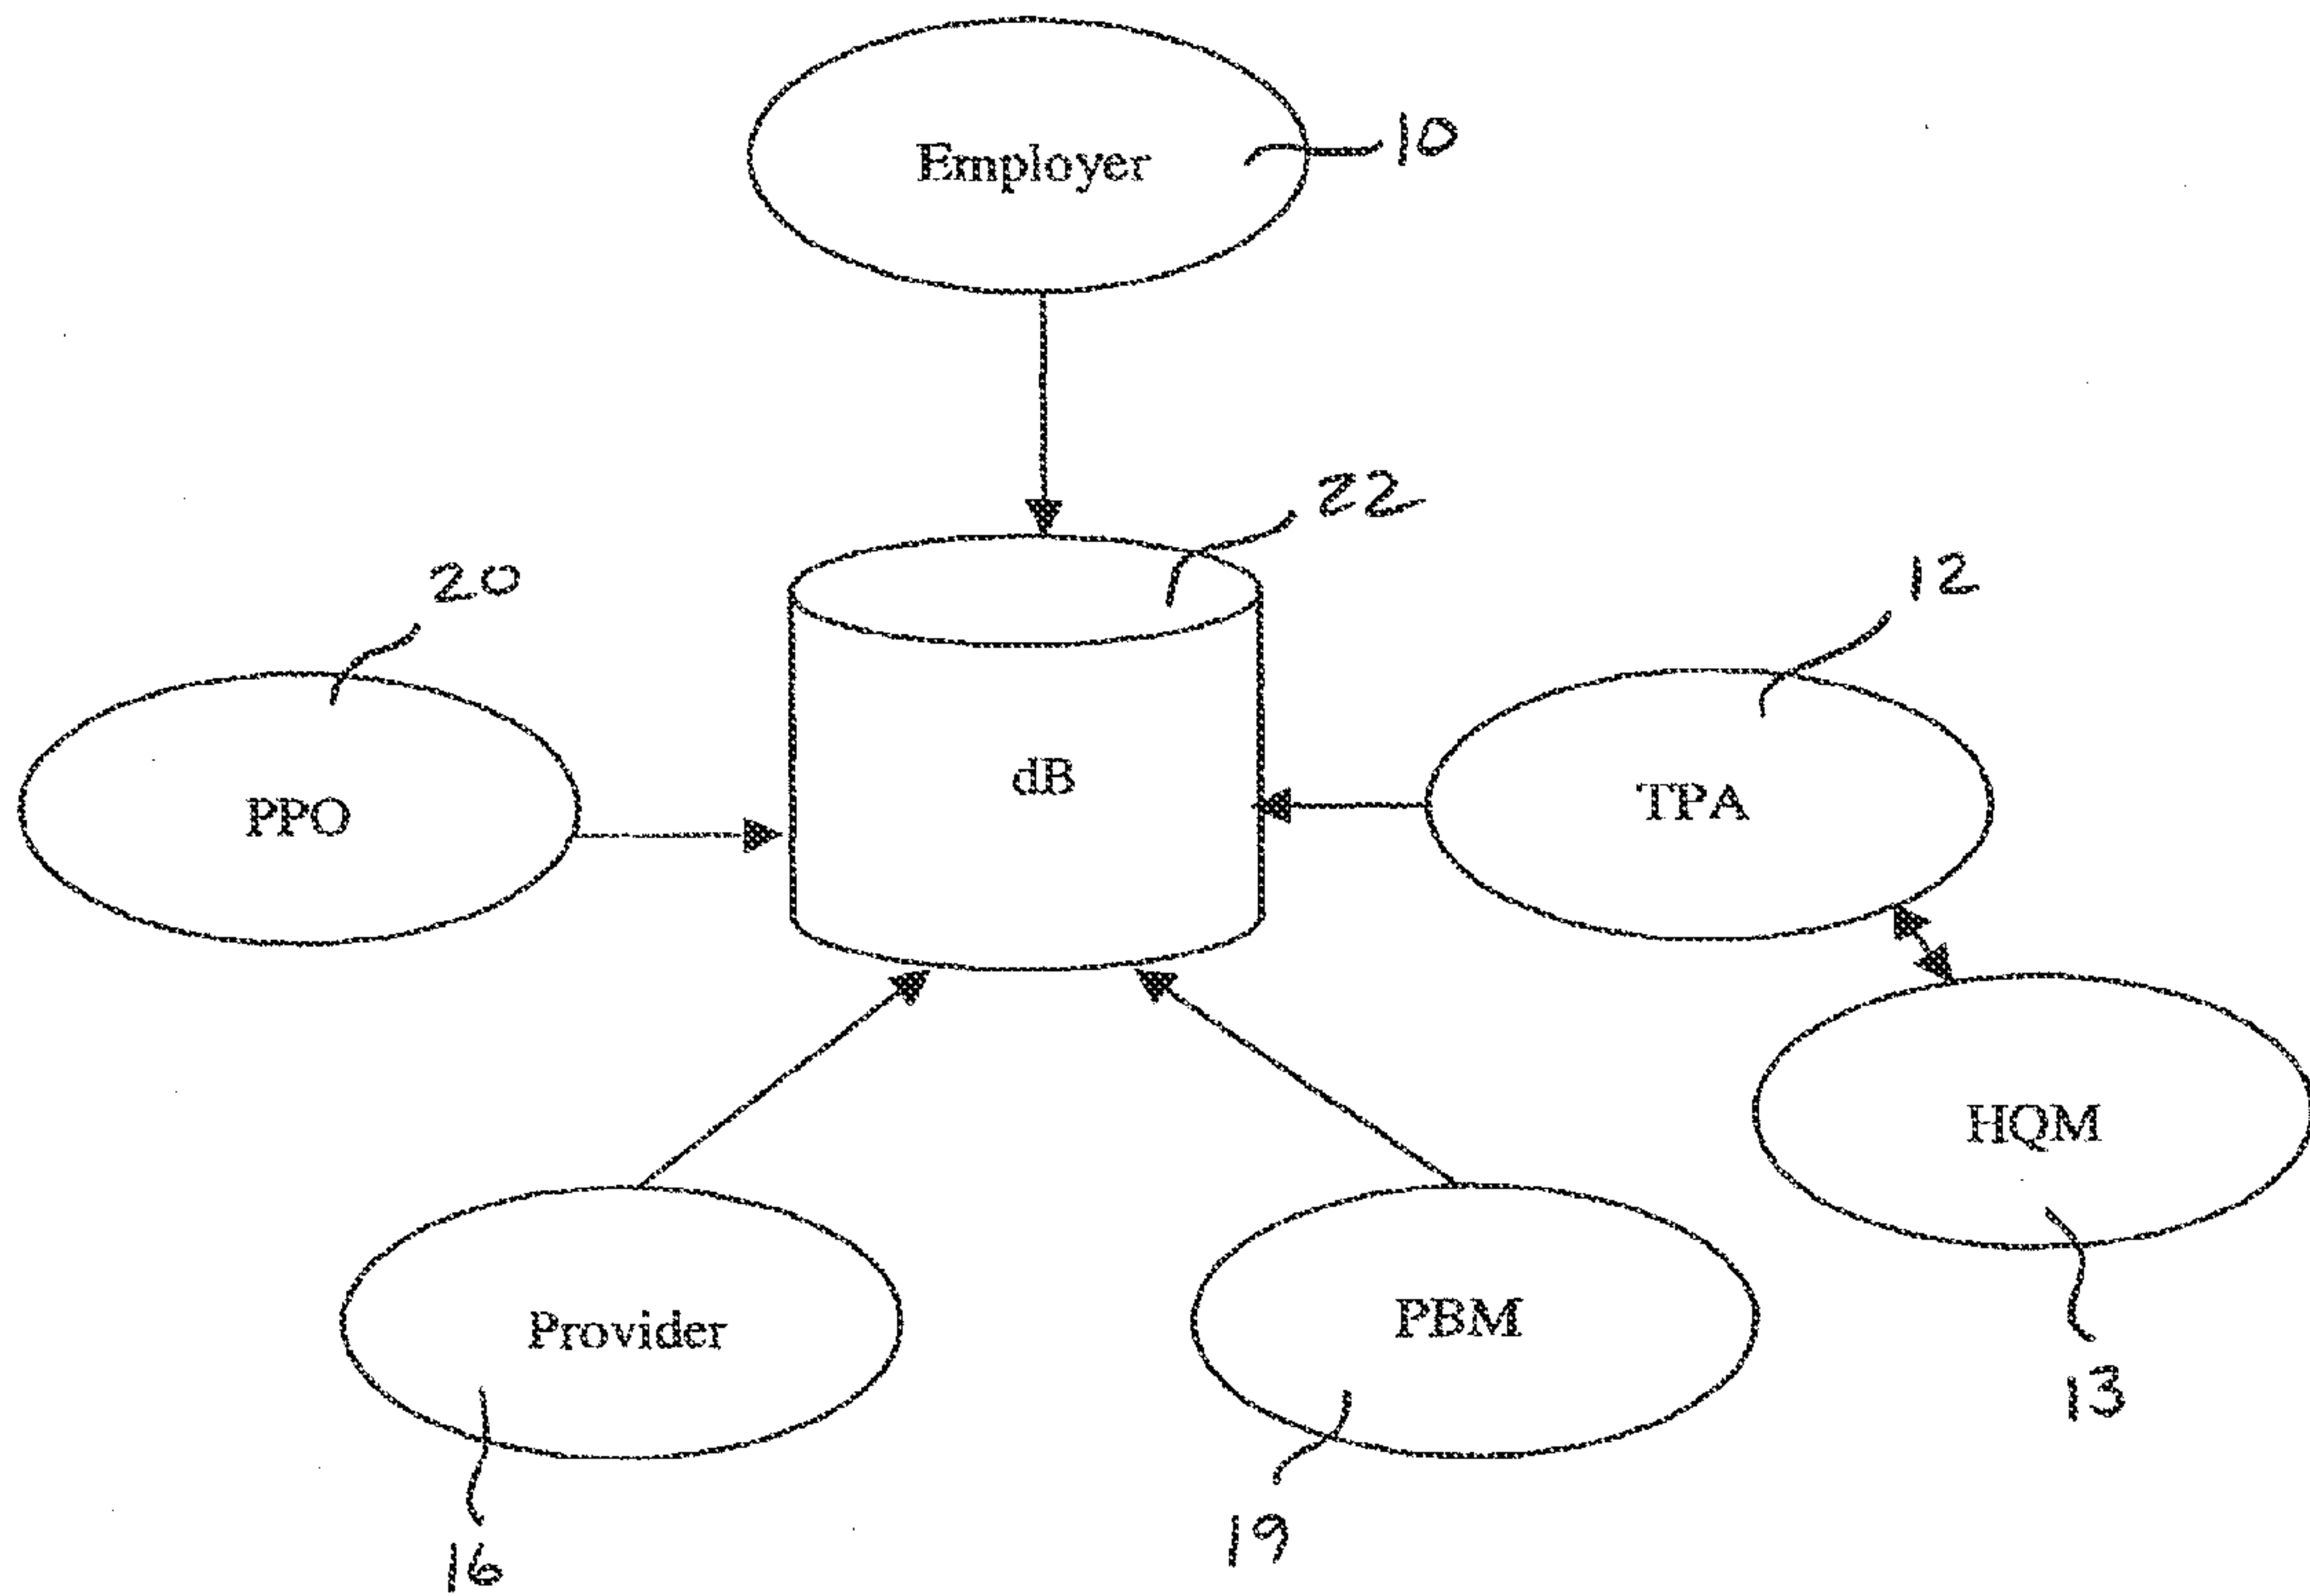 Employer
10
22
20
12
dB
TPA
PPO
HQM
Provider
PBM
13
19
16